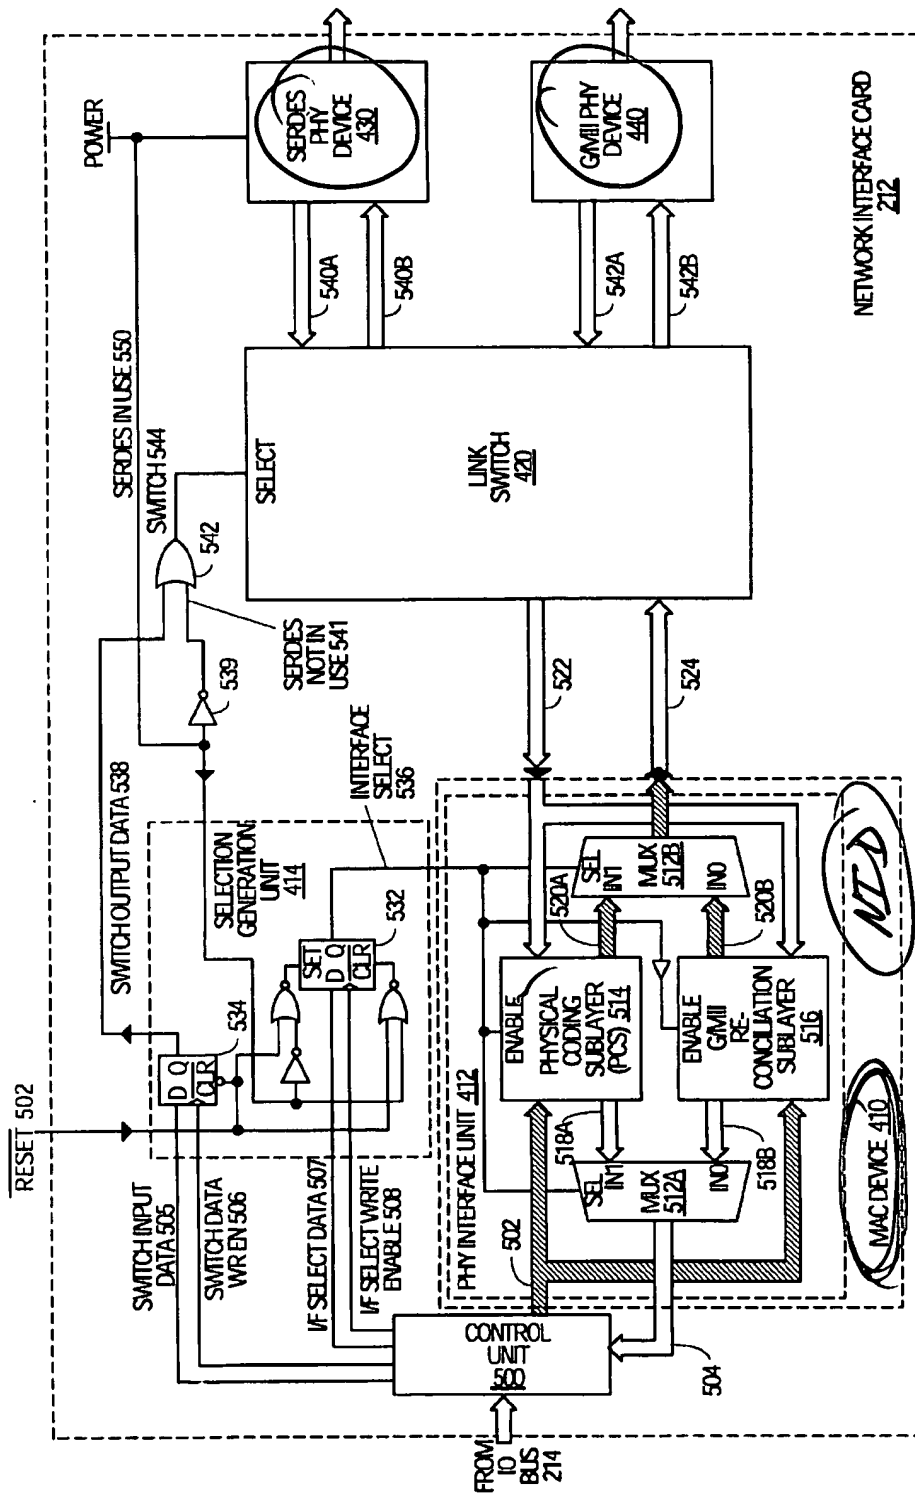 RESET 502
SWITCH INPUT
DATA 505
SWITCH DATA
WR EN 506
I/F SELECT DATA 507
I/F SELECT WRITE
ENABLE 508
FROM
IO
BUS
214
CONTROL
UNIT
500
504
502
SWITCH OUTPUT DATA 538
534
D Q
CLR
SELECTION
GENERATION
UNIT
414
SET
D Q
CLR
532
INTERFACE
SELECT
536
PHY INTERFACE UNIT 412
SEL
IN1
MUX
512A
IN0
518A
518B
ENABLE
PHYSICAL
CODING
SUBLAYER
(PCS) 514
ENABLE
G/MII
RE-
CONCILIATION
SUBLAYER
516
520A
520B
SEL
IN1
MUX
512B
IN0
MAC DEVICE 410
NID
522
524
539
SERDES
NOT IN
USE 541
542
SWITCH 544
SERDES IN USE 550
POWER
SELECT
LINK
SWITCH
420
540A
540B
542A
542B
SERDES
PHY
DEVICE
430
G/MII PHY
DEVICE
440
NETWORK INTERFACE CARD
212